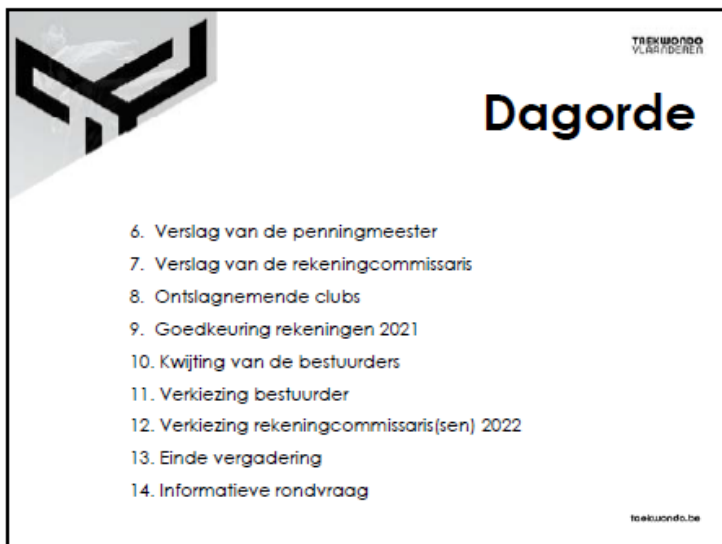 TAEKWONDO
VLAANDEREN
Dagorde
6. Verslag van de penningmeester
7. Verslag van de rekeningcommissaris
8. Ontslagnemende clubs
9. Goedkeuring rekeningen 2021
10. Kwijting van de bestuurders
11. Verkiezing bestuurder
12. Verkiezing rekeningcommissaris(sen) 2022
13. Einde vergadering
14. Informatieve rondvraag
taekwondo.be